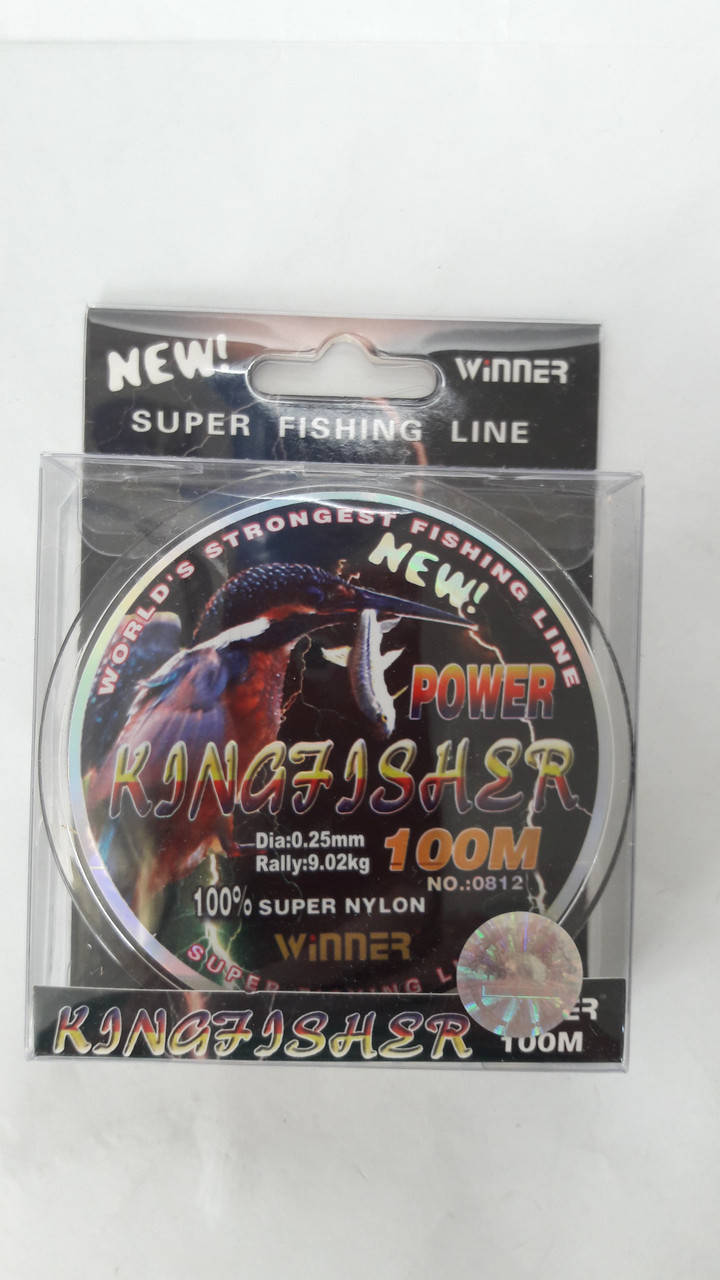 NEW!
WiNNER
SUPER FISHING LINE
WORLD'S STRONGEST FISHING LINE
NEW!
POWER
KINGFISHER
Dia:0.25mm
Rally:9.02kg
100M
NO.:0812
100% SUPER NYLON
WiNNER
SUPER
KINGFISHER
100M